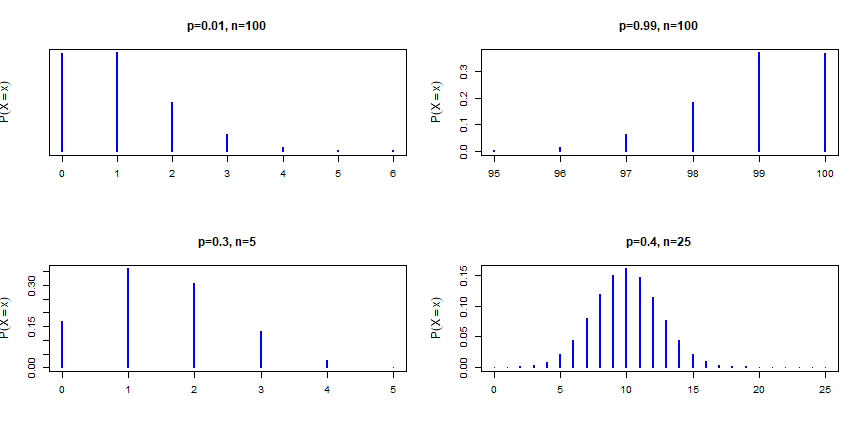 p=0.01, n=100
P(X = x)
0 1 2 3 4 5 6
p=0.99, n=100
P(X = x)
0.0 0.1 0.2 0.3
95 96 97 98 99 100
p=0.3, n=5
P(X = x)
0.00 0.15 0.30
0 1 2 3 4 5
p=0.4, n=25
P(X = x)
0.00 0.05 0.10 0.15
0 5 10 15 20 25